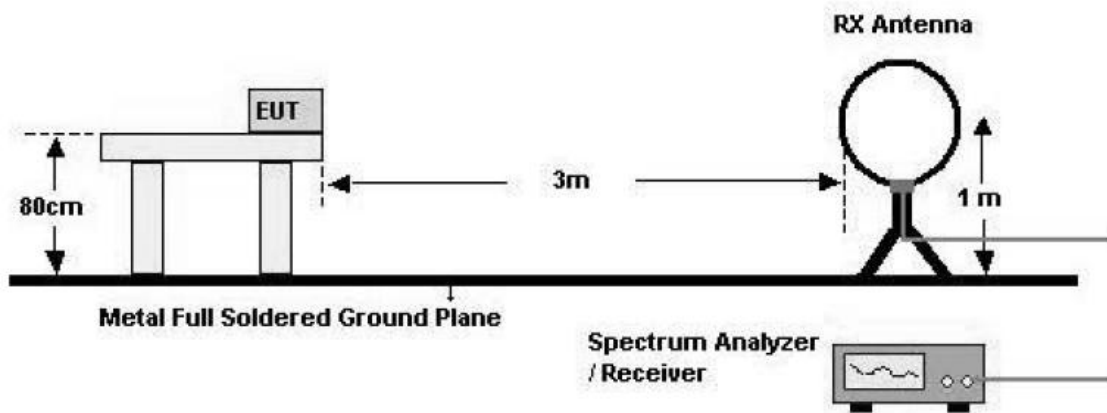 RX Antenna
EUT
3m
80cm
1 m
Metal Full Soldered Ground Plane
Spectrum Analyzer
/ Receiver